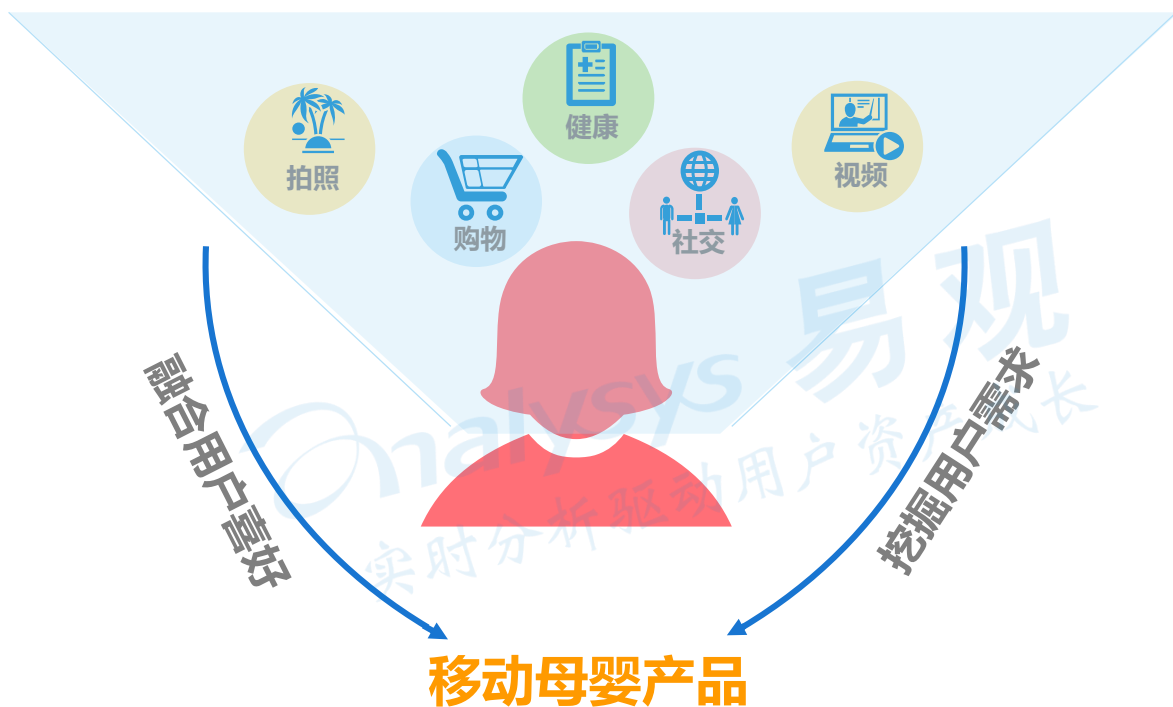 健康
拍照
视频
购物
社交
易观
analysys
实时分析驱动用户资产成长
融合用户喜好
挖掘用户需求
移动母婴产品